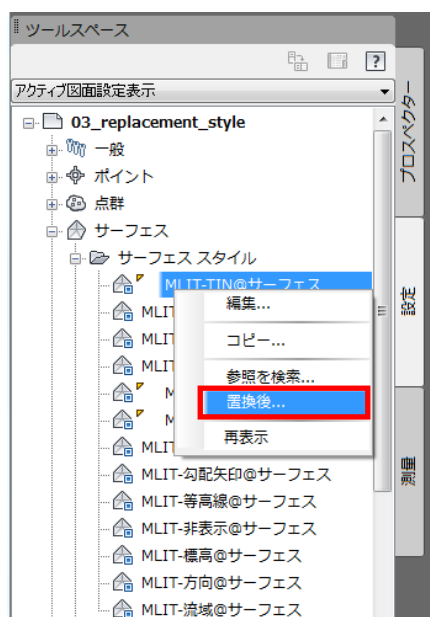 ツールスペース
アクティブ図面設定表示
03_replacement_style
一般
ポイント
点群
サーフェス
サーフェス スタイル
MLIT-TIN@サーフェス
MLIT
編集...
MLIT
コピー...
MLIT
参照を検索...
M
置換後...
M
再表示
MLIT
MLIT-勾配矢印@サーフェス
MLIT-等高線@サーフェス
MLIT-非表示@サーフェス
MLIT-標高@サーフェス
MLIT-方向@サーフェス
MLIT-流域@サーフェス
プロスペクター
設定
測量